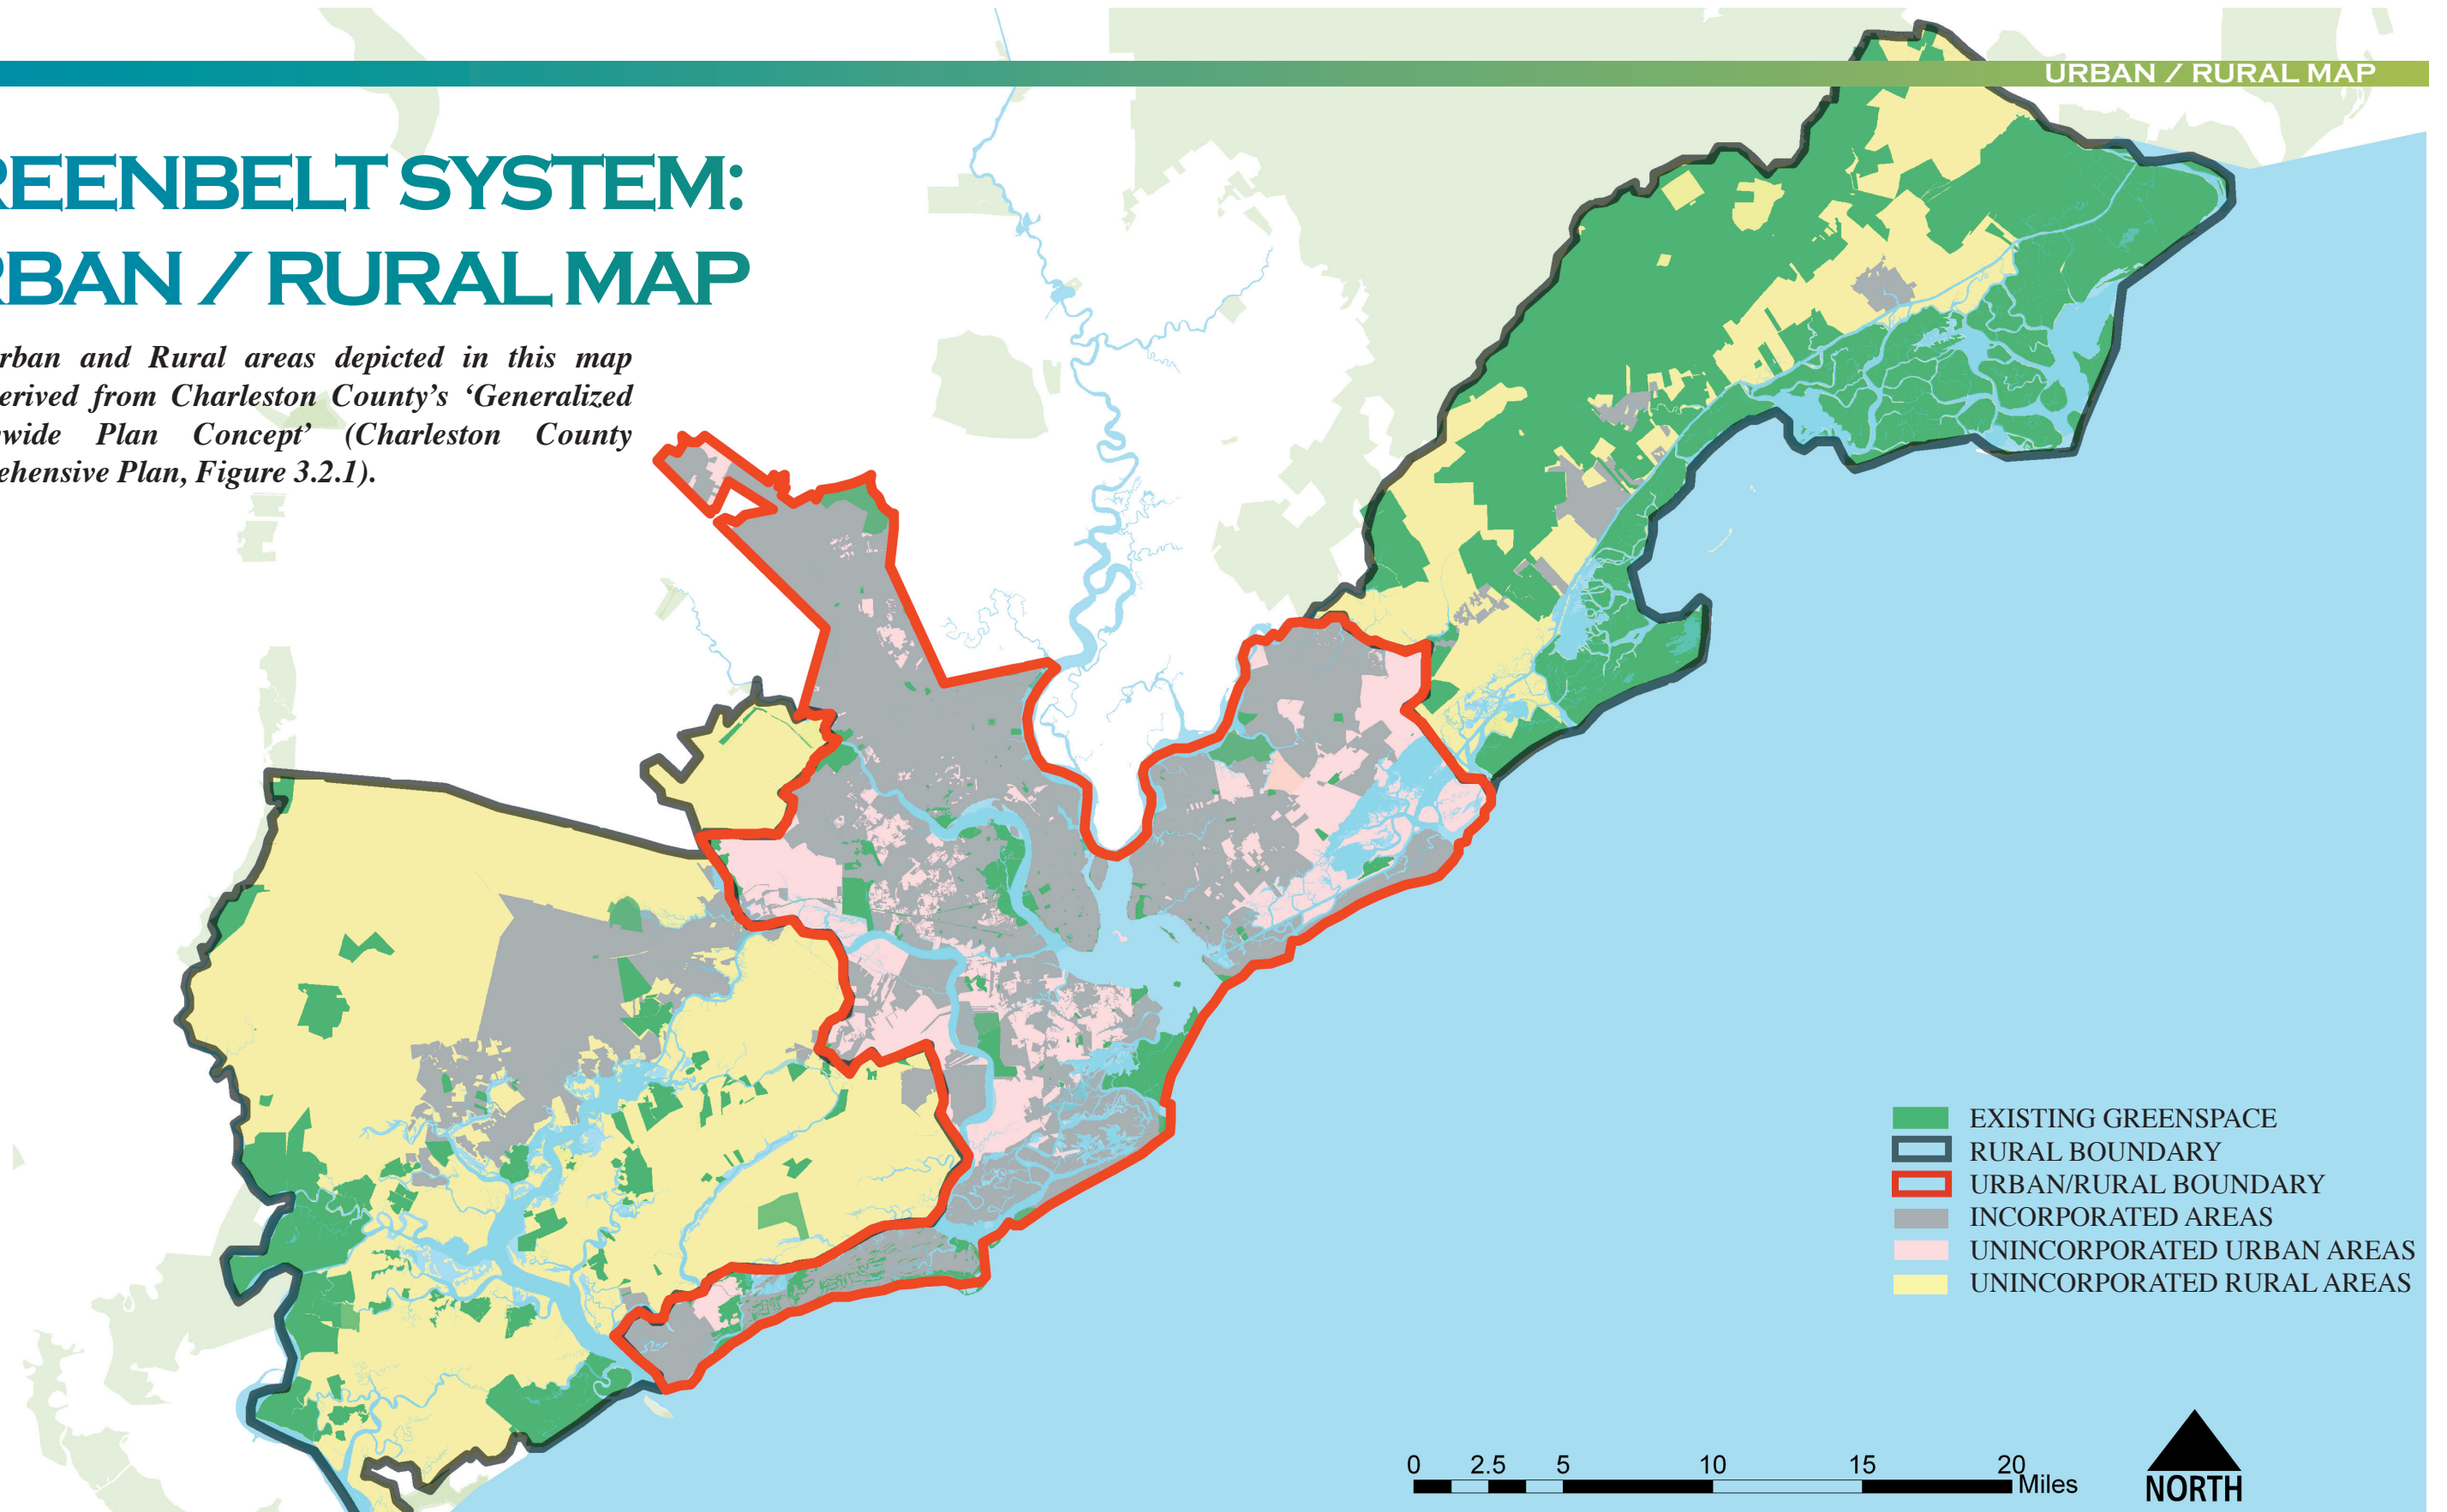 URBAN / RURAL MAP
REENBELT SYSTEM:
RBAN / RURAL MAP
rban and Rural areas depicted in this map
erived from Charleston County’s ‘Generalized
wide Plan Concept’ (Charleston County
ehensive Plan, Figure 3.2.1).
EXISTING GREENSPACE
RURAL BOUNDARY
URBAN/RURAL BOUNDARY
INCORPORATED AREAS
UNINCORPORATED URBAN AREAS
UNINCORPORATED RURAL AREAS
0 2.5 5 10 15 20
Miles
NORTH